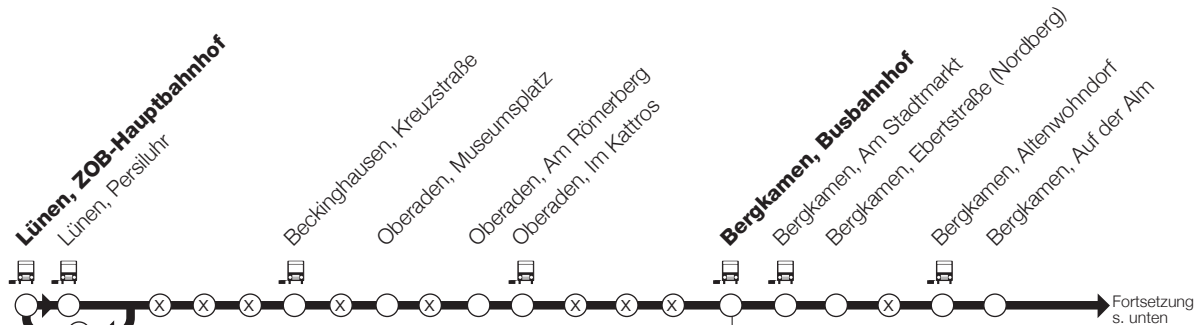 Lünen, ZOB-Hauptbahnhof
Lünen, Persiluhr
Beckinghausen, Kreuzstraße
Oberaden, Museumsplatz
Oberaden, Am Römerberg
Oberaden, Im Kattros
Bergkamen, Busbahnhof
Bergkamen, Am Stadtmarkt
Bergkamen, Ebertstraße (Nordberg)
Bergkamen, Altenwohndorf
Bergkamen, Auf der Alm
X X X X X X X X X
Fortsetzung
s. unten